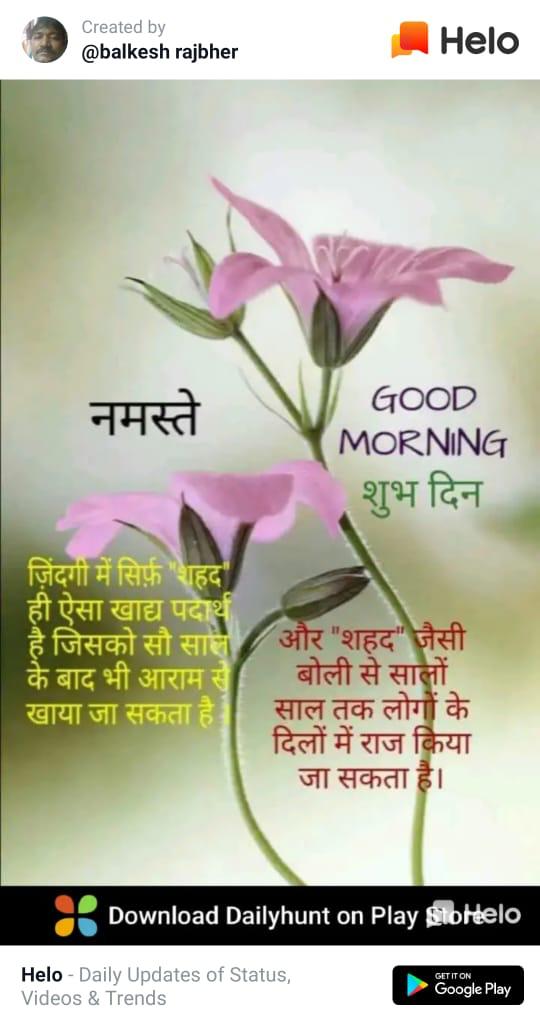 Created by
@balkesh rajbher
Helo
नमस्ते
GOOD
MORNING
शुभ दिन
ज़िंदगी में सिर्फ़ "शहद"
ही ऐसा खाद्य पदार्थ
है जिसको सौ साल
के बाद भी आराम से
खाया जा सकता है।
और "शहद" जैसी
बोली से सालों
साल तक लोगों के
दिलों में राज किया
जा सकता है।
Download Dailyhunt on Play Store
Helo
Helo - Daily Updates of Status,
Videos & Trends
GET IT ON
Google Play